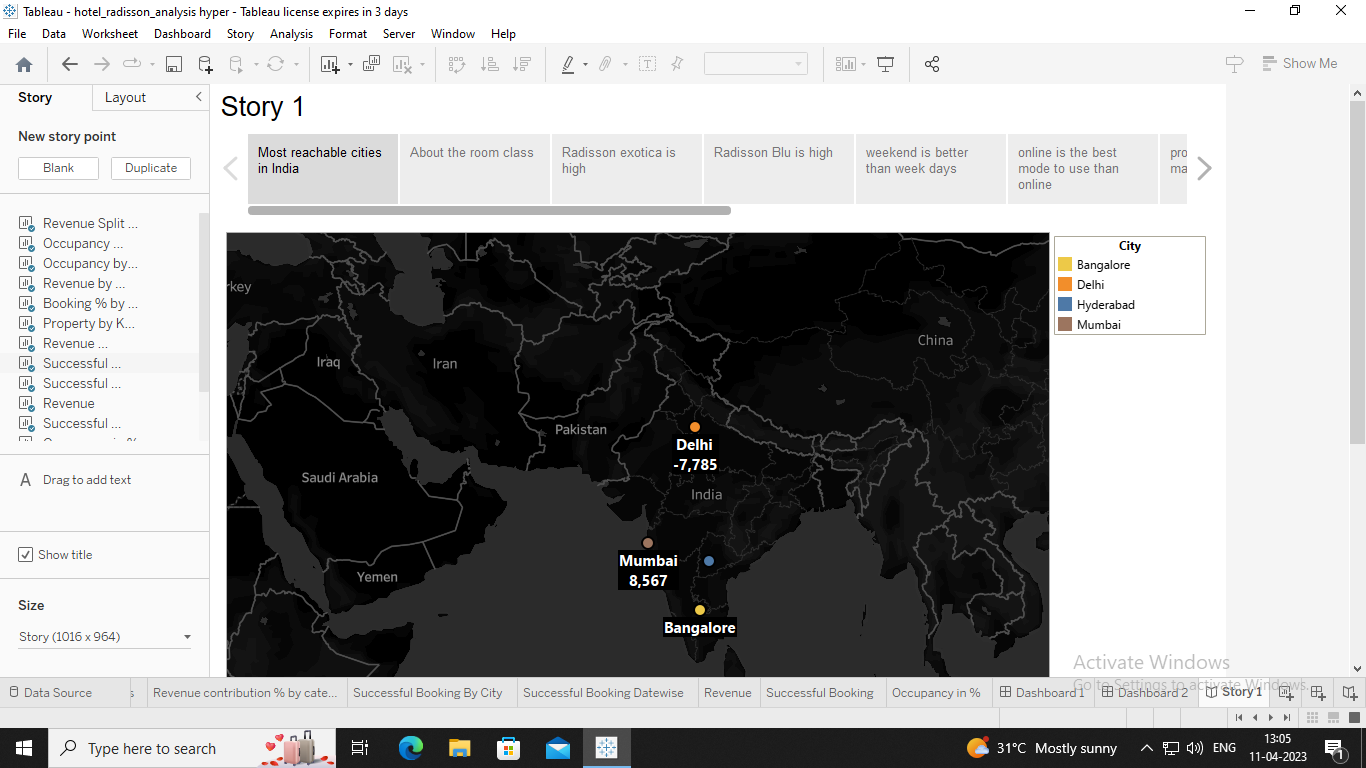 Tableau - hotel_radisson_analysis hyper - Tableau license expires in 3 days
File Data Worksheet Dashboard Story Analysis Format Server Window Help
Show Me
Story Layout
New story point
Blank Duplicate
Revenue Split ...
Occupancy ...
Occupancy by...
Revenue by ...
Booking % by ...
Property by K...
Revenue ...
Successful ...
Successful ...
Revenue
Successful ...
A Drag to add text
Show title
Size
Story (1016 x 964)
Story 1
Most reachable cities
in India
About the room class
Radisson exotica is
high
Radisson Blu is high
weekend is better
than week days
online is the best
mode to use than
online
pro
ma
rkey
Iraq
Iran
China
Pakistan
Saudi Arabia
Delhi
-7,785
India
Mumbai
8,567
Yemen
Bangalore
City
Bangalore
Delhi
Hyderabad
Mumbai
Activate Windows
Go to Settings to activate Windows.
Data Source s Revenue contribution % by cate... Successful Booking By City Successful Booking Datewise Revenue Successful Booking Occupancy in % Dashboard 1 Dashboard 2 Story 1
Type here to search
31°C Mostly sunny
ENG
13:05
11-04-2023
1